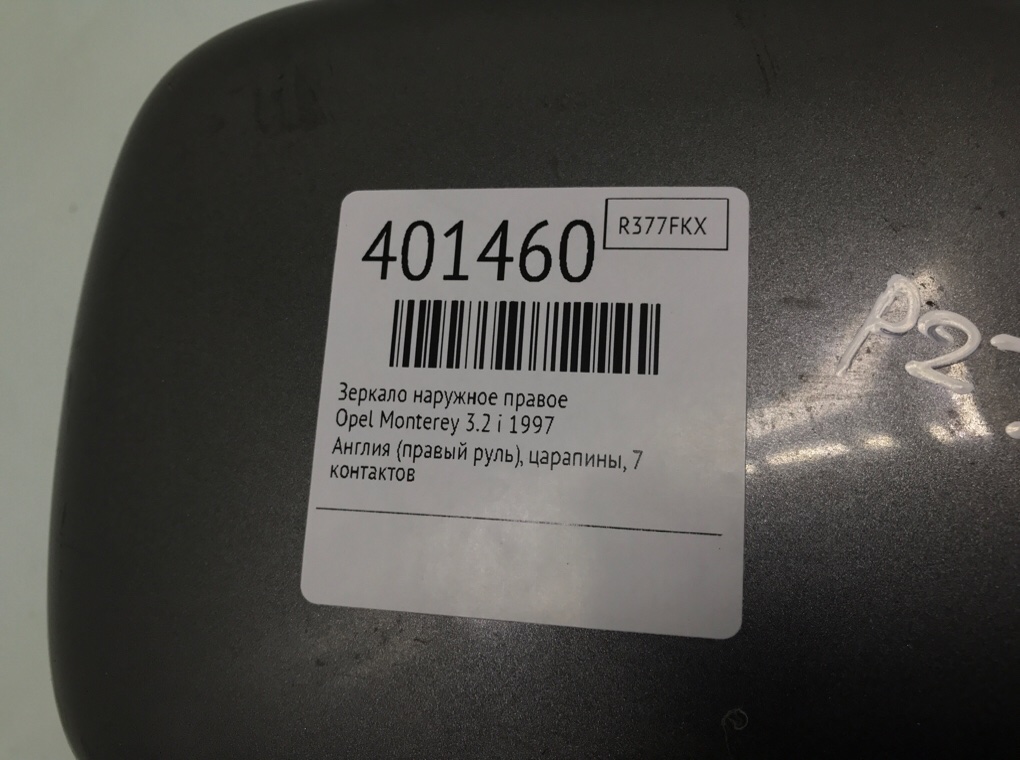 401460
R377FKX
Зеркало наружное правое
Opel Monterey 3.2 i 1997
Англия (правый руль), царапины, 7
контактов